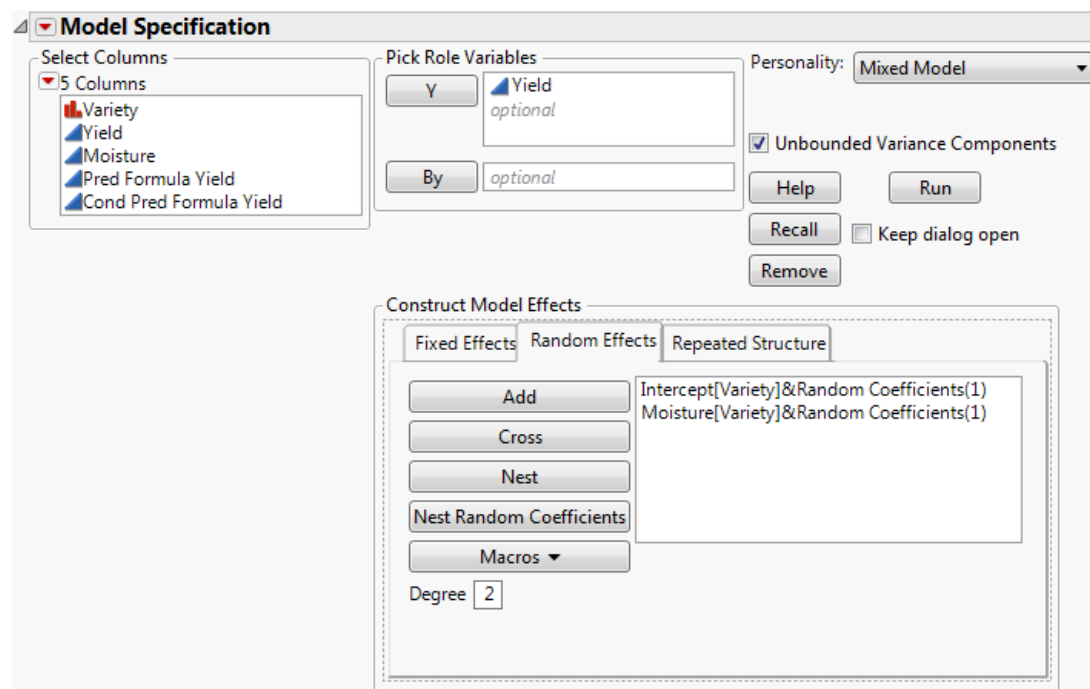 Model Specification
Select Columns
5 Columns
Variety
Yield
Moisture
Pred Formula Yield
Cond Pred Formula Yield
Pick Role Variables
Y
Yield
optional
By
optional
Personality:
Mixed Model
Unbounded Variance Components
Help
Run
Recall
Keep dialog open
Remove
Construct Model Effects
Fixed Effects
Random Effects
Repeated Structure
Add
Cross
Nest
Nest Random Coefficients
Macros
Degree 2
Intercept[Variety]&Random Coefficients(1)
Moisture[Variety]&Random Coefficients(1)